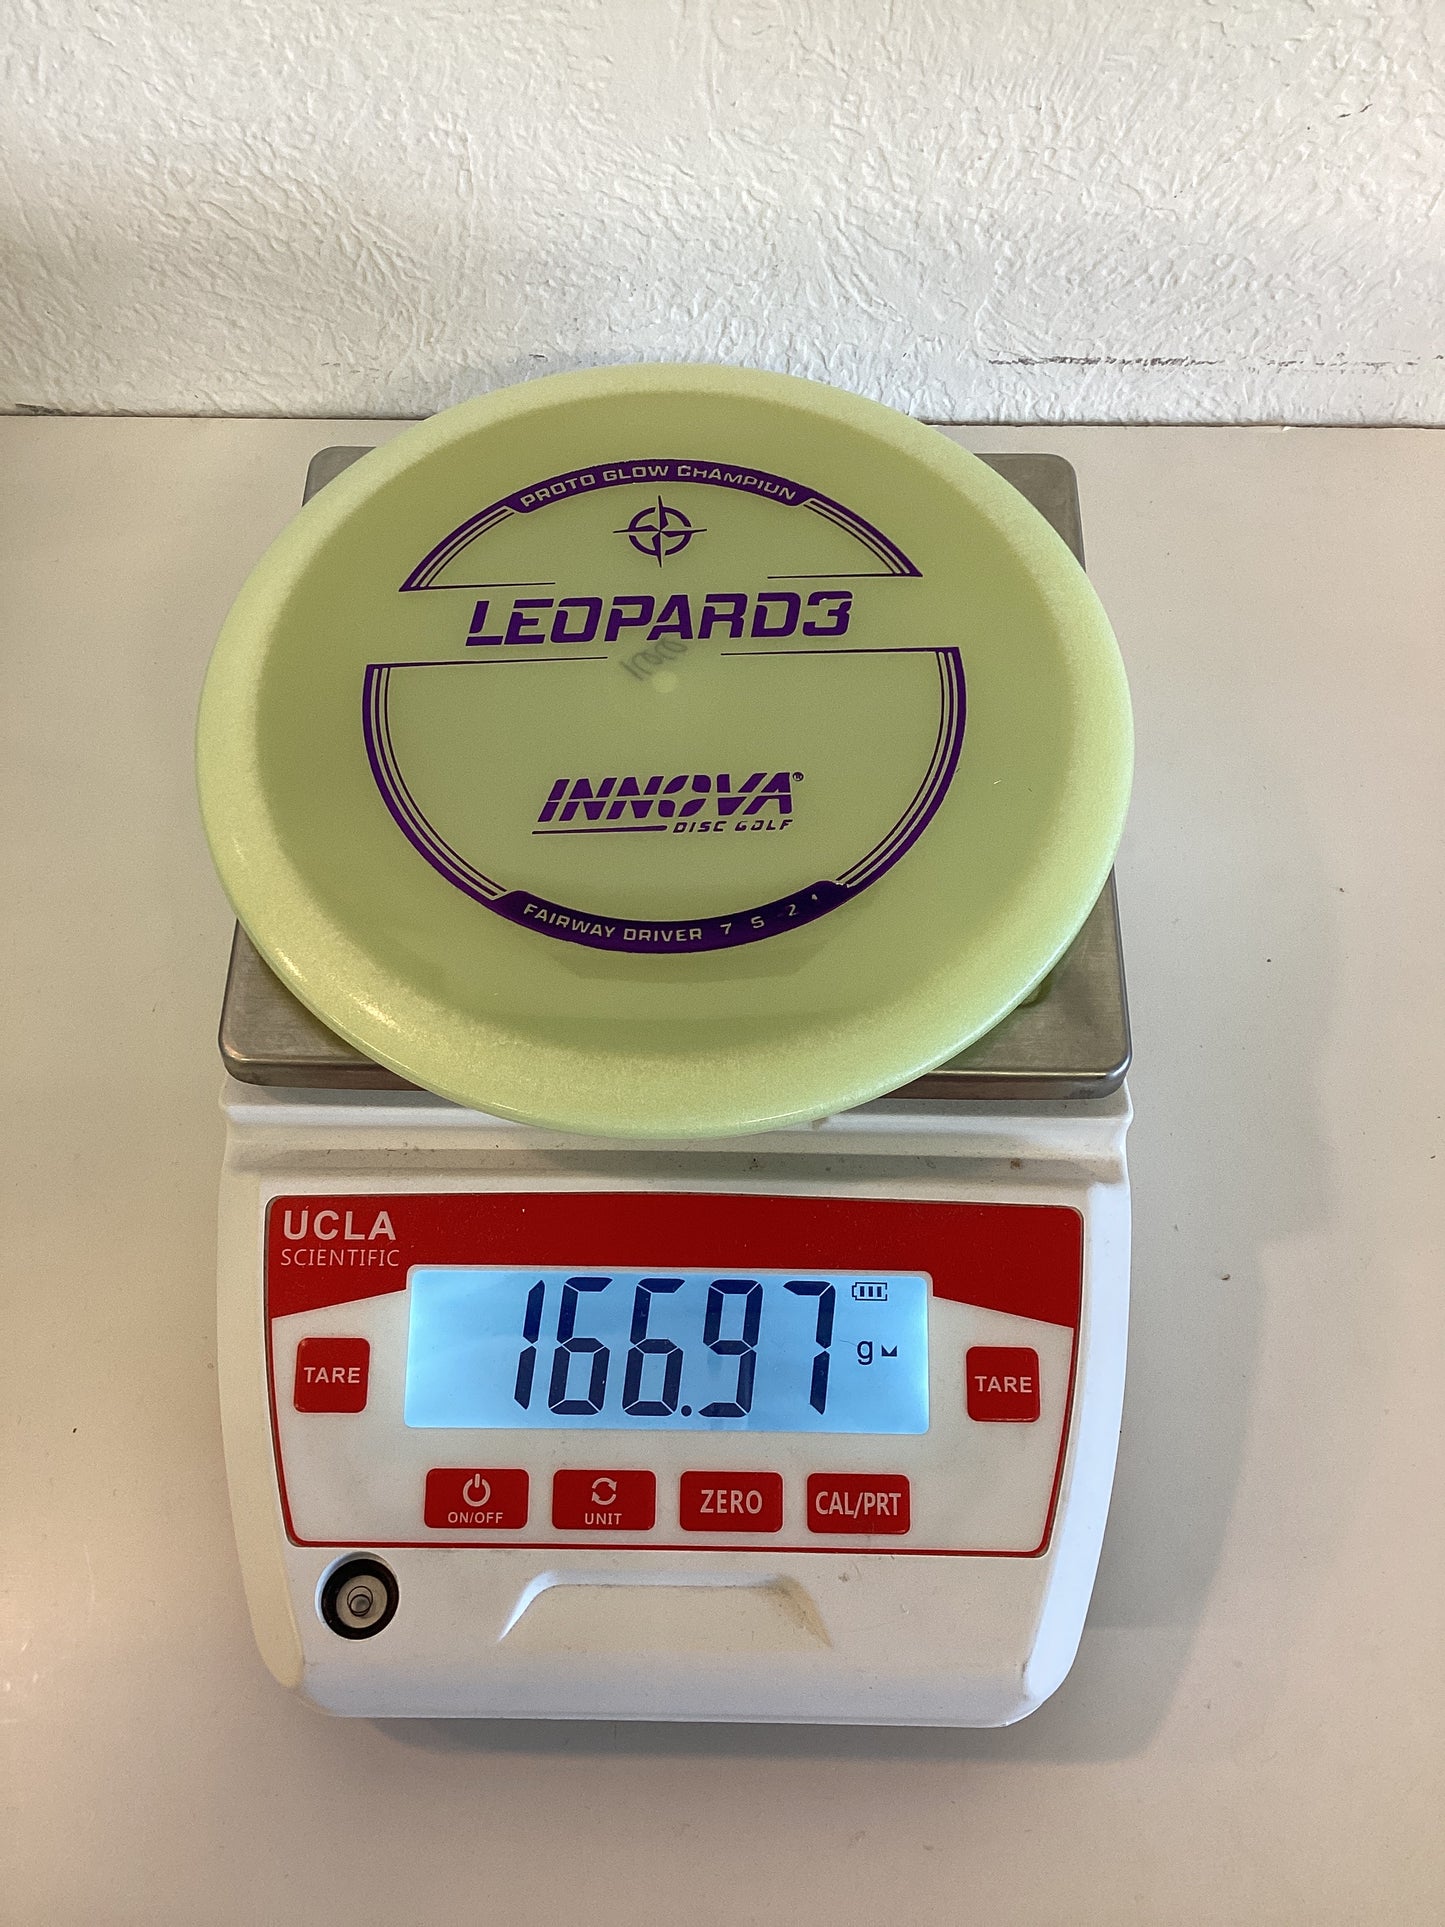 PROTO GLOW CHAMPION
LEOPARD3
INNOVA®
DISC GOLF
FAIRWAY DRIVER 7 5 -2 1
UCLA
SCIENTIFIC
166.97 g
TARE
TARE
ON/OFF
UNIT
ZERO
CAL/PRT